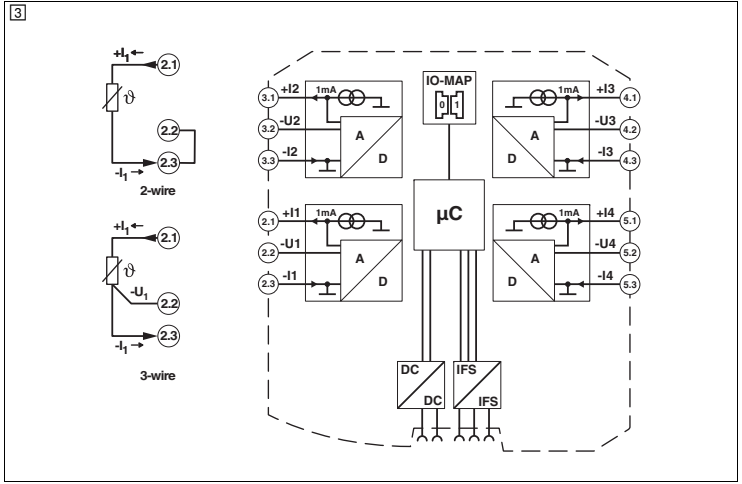 3
+I1
2.1
ϑ
2.2
2.3
-I1
2-wire
+I1
2.1
ϑ
-U1
2.2
2.3
-I1
3-wire
3.1 +I2 1mA
3.2 -U2 A
3.3 -I2 D
2.1 +I1 1mA
2.2 -U1 A
2.3 -I1 D
IO-MAP
0 1
µC
1mA +I3 4.1
A -U3 4.2
D -I3 4.3
1mA +I4 5.1
A -U4 5.2
D -I4 5.3
DC IFS
DC IFS